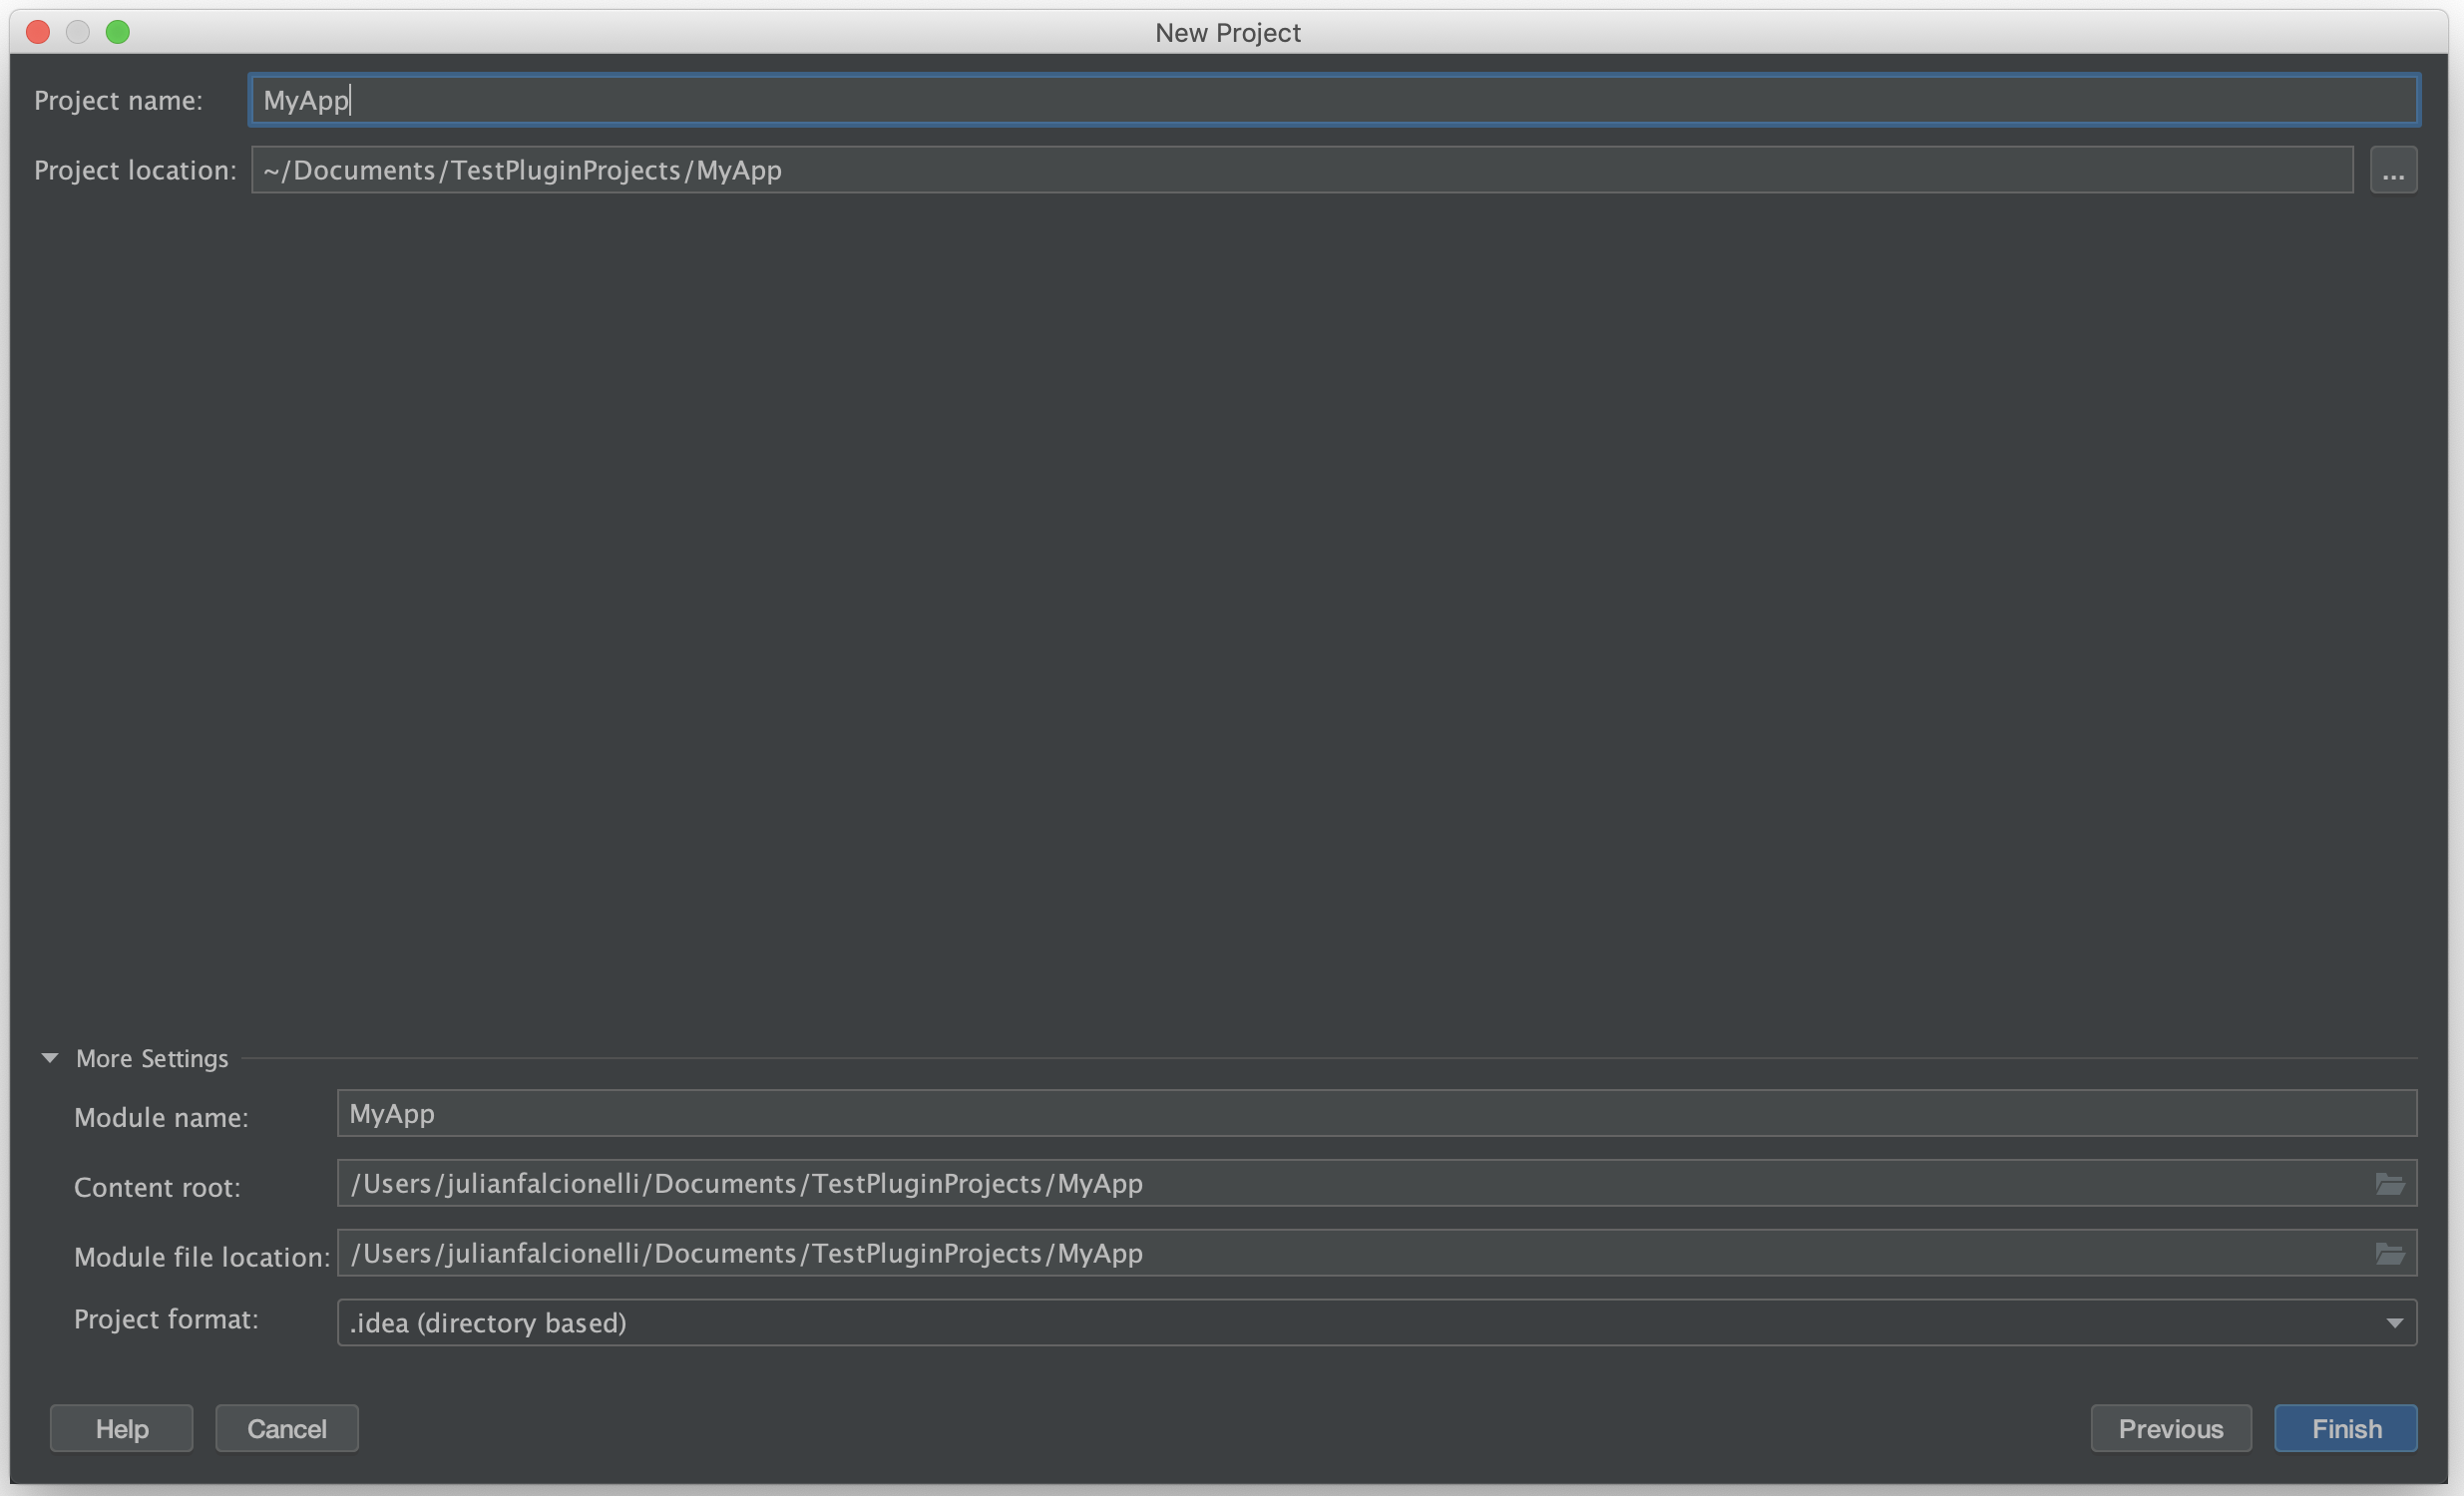 New Project
Project name: MyApp
Project location: ~/Documents/TestPluginProjects/MyApp ...
More Settings
Module name: MyApp
Content root: /Users/julianfalcionelli/Documents/TestPluginProjects/MyApp
Module file location: /Users/julianfalcionelli/Documents/TestPluginProjects/MyApp
Project format: .idea (directory based)
Help Cancel Previous Finish